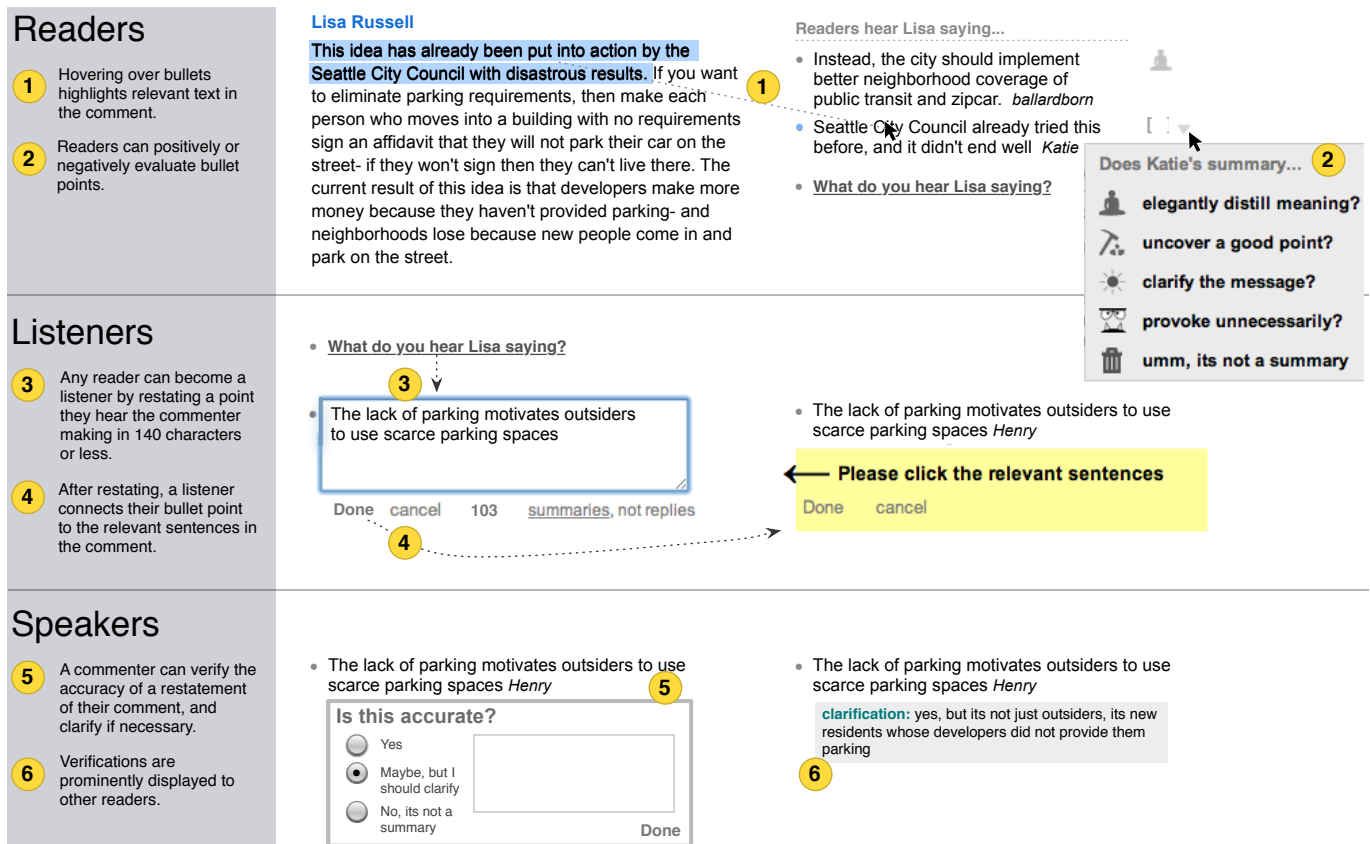 Readers
1
Hovering over bullets
highlights relevant text in
the comment.
2
Readers can positively or
negatively evaluate bullet
points.
Lisa Russell
This idea has already been put into action by the
Seattle City Council with disastrous results. If you want
to eliminate parking requirements, then make each
person who moves into a building with no requirements
sign an affidavit that they will not park their car on the
street- if they won't sign then they can't live there. The
current result of this idea is that developers make more
money because they haven't provided parking- and
neighborhoods lose because new people come in and
park on the street.
1
Readers hear Lisa saying...
Instead, the city should implement
better neighborhood coverage of
public transit and zipcar. ballardborn
Seattle City Council already tried this
before, and it didn't end well Katie
[ ]
What do you hear Lisa saying?
Does Katie's summary... 2
elegantly distill meaning?
uncover a good point?
clarify the message?
provoke unnecessarily?
umm, its not a summary
Listeners
3
Any reader can become a
listener by restating a point
they hear the commenter
making in 140 characters
or less.
4
After restating, a listener
connects their bullet point
to the relevant sentences in
the comment.
What do you hear Lisa saying?
3
The lack of parking motivates outsiders
to use scarce parking spaces
Done cancel 103 summaries, not replies
4
The lack of parking motivates outsiders to use
scarce parking spaces Henry
← Please click the relevant sentences
Done cancel
Speakers
5
A commenter can verify the
accuracy of a restatement
of their comment, and
clarify if necessary.
6
Verifications are
prominently displayed to
other readers.
The lack of parking motivates outsiders to use
scarce parking spaces Henry
5
Is this accurate?
Yes
Maybe, but I
should clarify
No, its not a
summary
Done
The lack of parking motivates outsiders to use
scarce parking spaces Henry
clarification: yes, but its not just outsiders, its new
residents whose developers did not provide them
parking
6